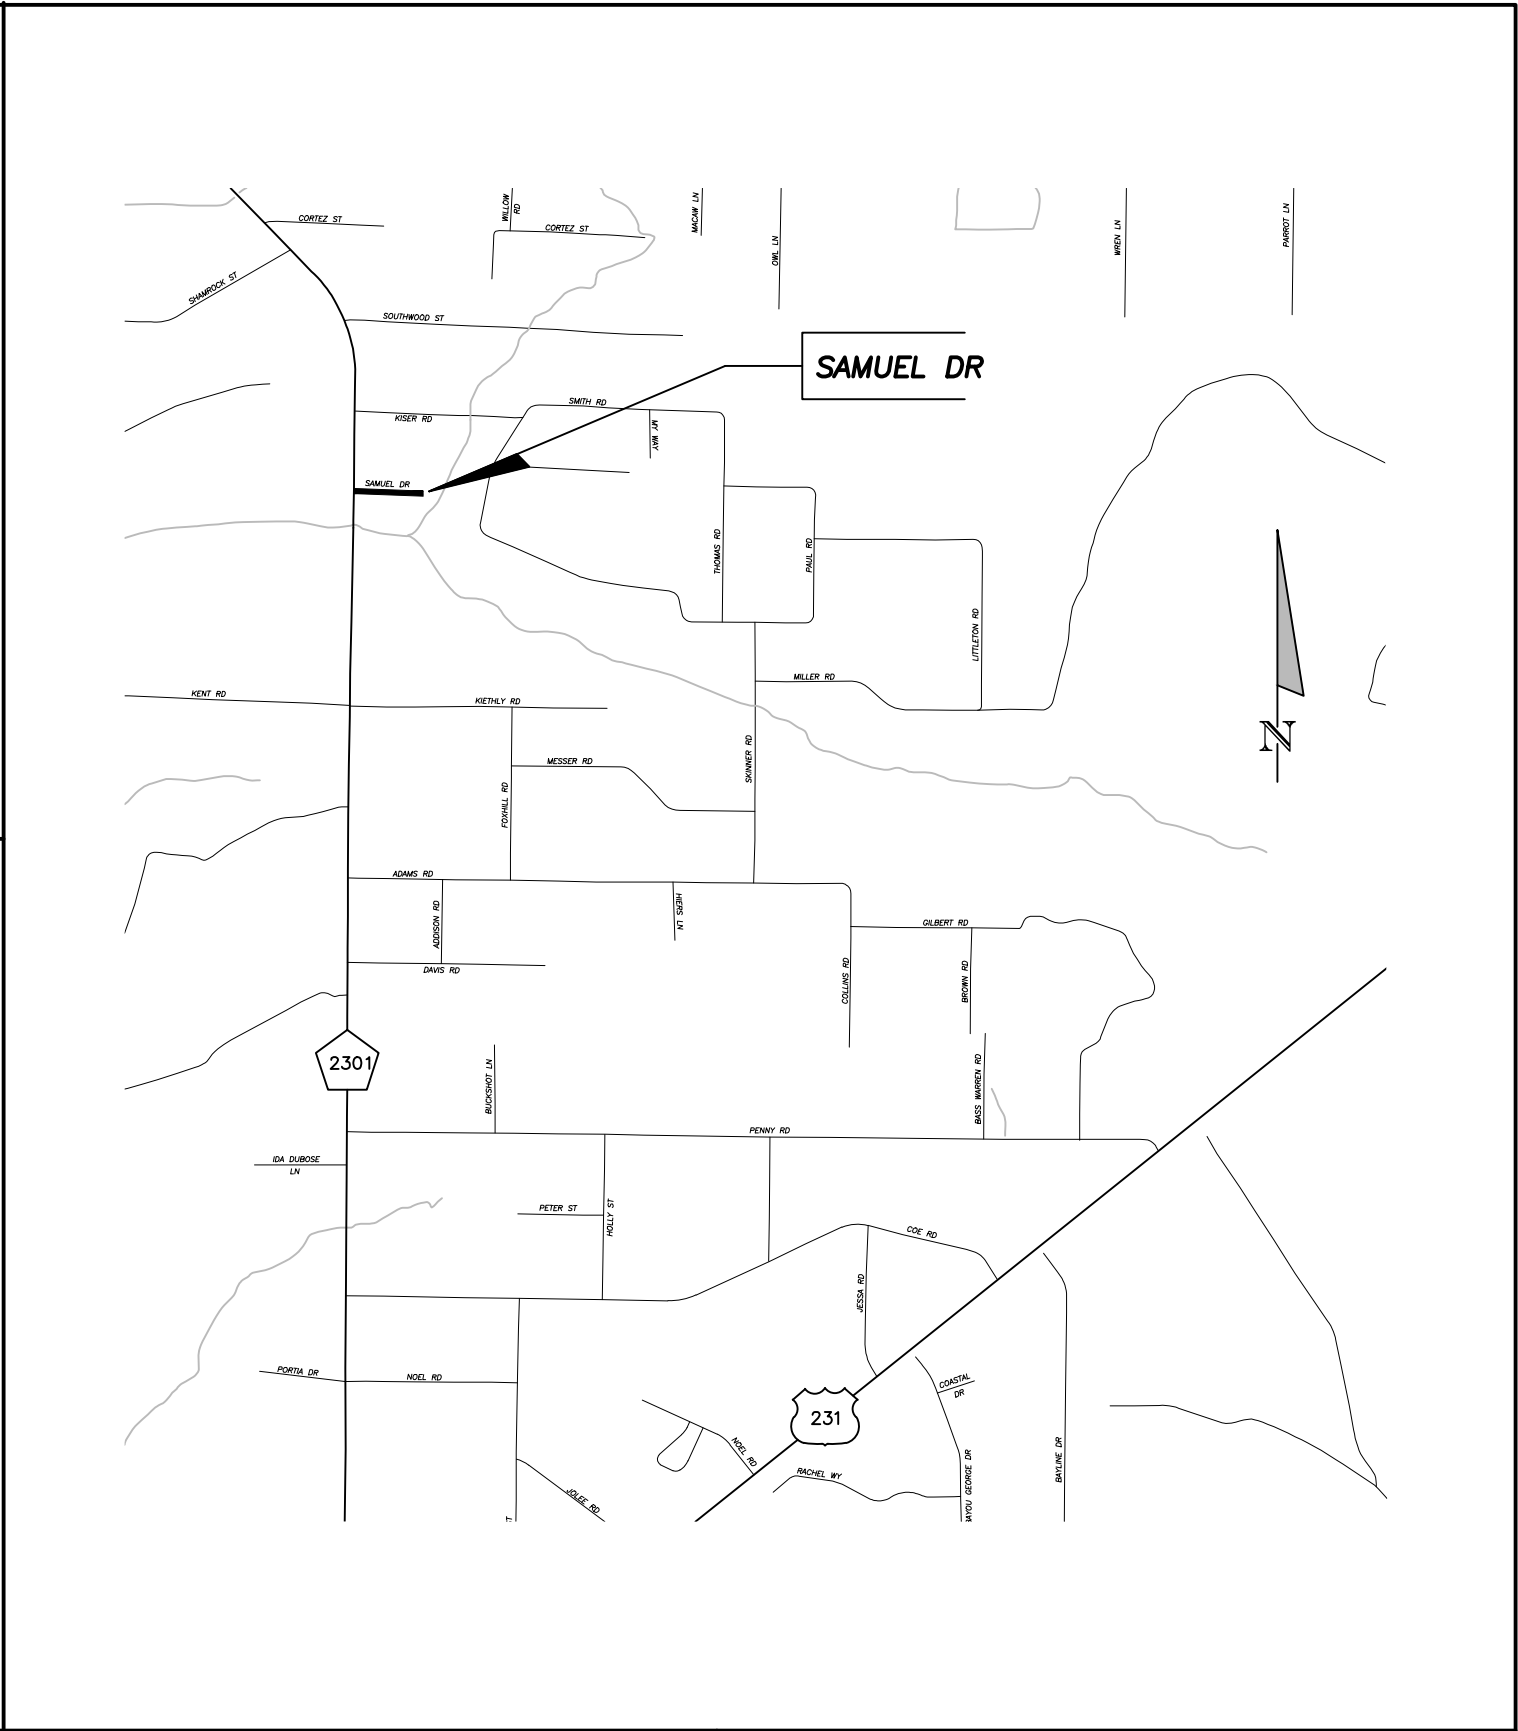 CORTEZ ST
WILLOW
RD
CORTEZ ST
MACAW LN
OWL LN
WREN LN
PARROT LN
SHAMROCK ST
SOUTHWOOD ST
SAMUEL DR
KISER RD
SMITH RD
MY WAY
SAMUEL DR
THOMAS RD
PAUL RD
LITTLETON RD
KENT RD
KIETHLY RD
MILLER RD
N
MESSER RD
SKINNER RD
FOXHILL RD
ADAMS RD
ADDISON RD
HIERS LN
DAVIS RD
GILBERT RD
COLLINS RD
BROWN RD
2301
BUCKSHOT LN
BASS WARREN RD
PENNY RD
IDA DUBOSE
LN
PETER ST
HOLLY ST
COE RD
JESSA RD
PORTIA DR
NOEL RD
COASTAL
DR
231
NOEL RD
RACHEL WY
BAYOU GEORGE DR
BAYLINE DR
JOLEE RD